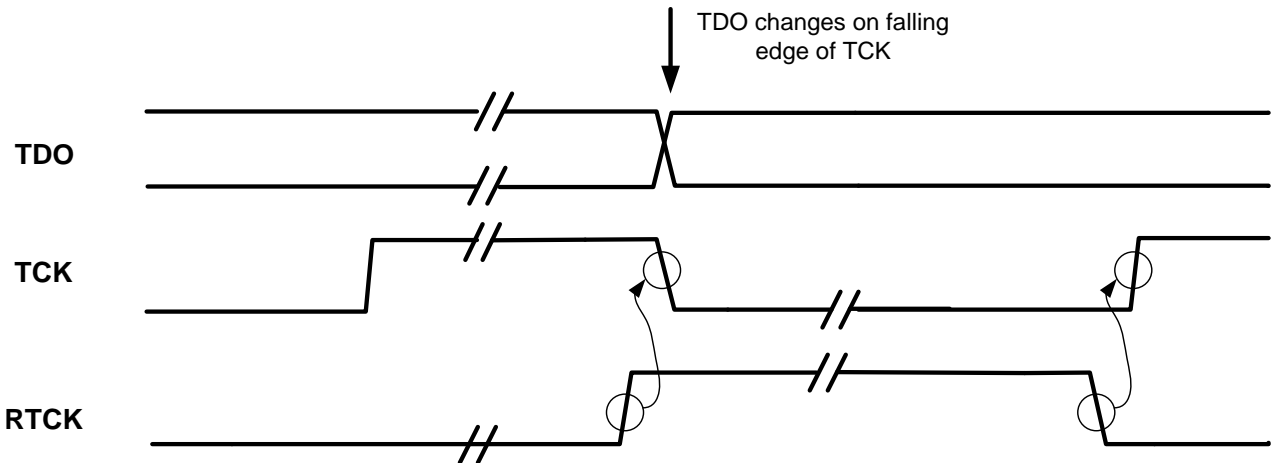 TDO changes on falling
edge of TCK
TDO
TCK
RTCK